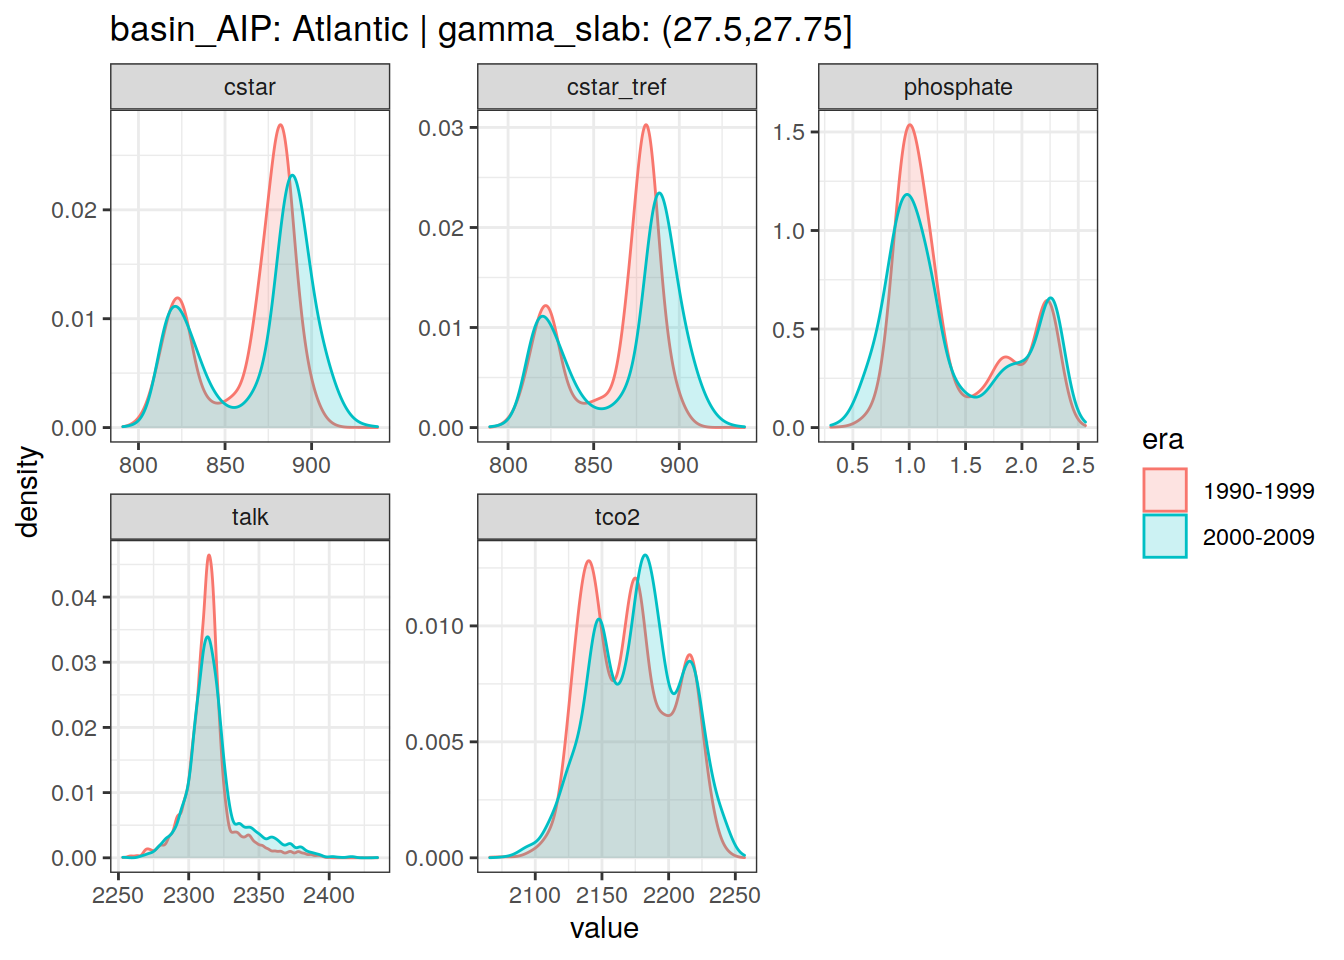 basin_AIP: Atlantic | gamma_slab: (27.5,27.75]
cstar
cstar_tref
phosphate
0.02
0.01
0.00
800 850 900
0.03
0.02
0.01
0.00
800 850 900
1.5
1.0
0.5
0.0
0.5 1.0 1.5 2.0 2.5
density
talk
tco2
0.04
0.03
0.02
0.01
0.00
2250 2300 2350 2400
0.010
0.005
0.000
2100 2150 2200 2250
value
era
1990-1999
2000-2009